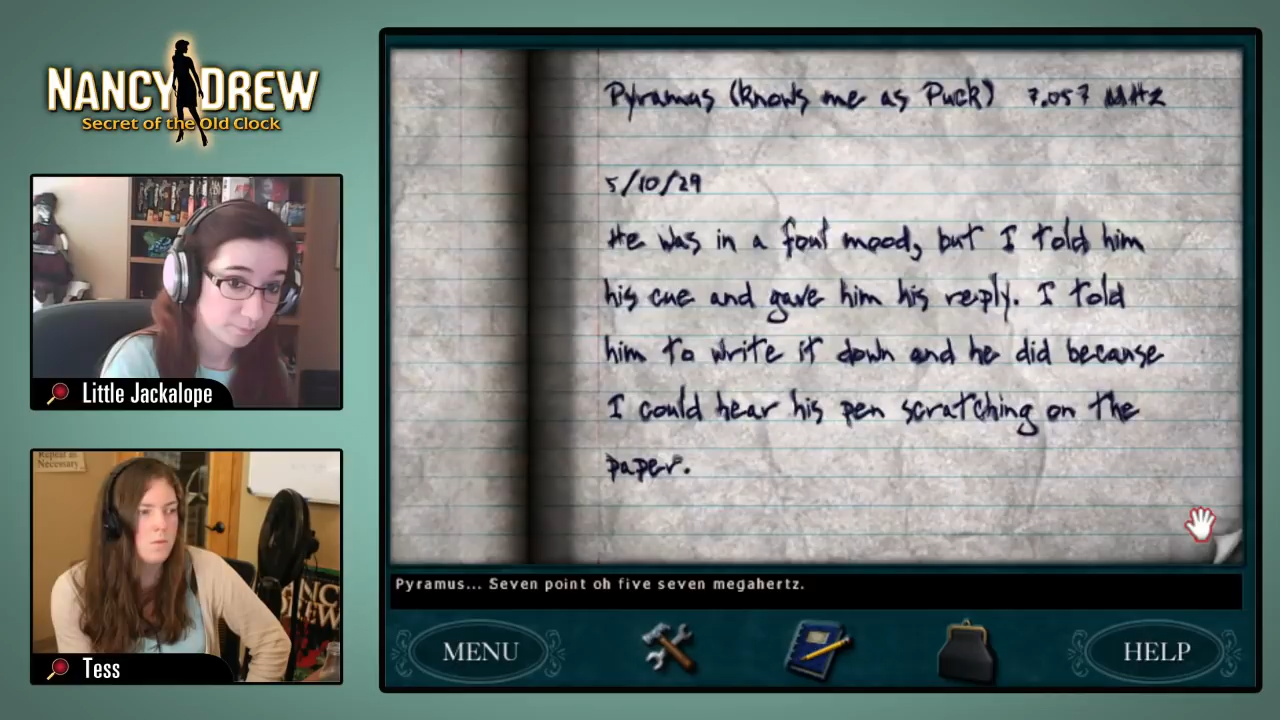 NANCY DREW
Secret of the Old Clock
Little Jackalope
Repeat as
Necessary
Tess
Pyramus (knows me as Puck) 7.057 MHz
5/10/29
He was in a foul mood, but I told him
his cue and gave him his reply. I told
him to write it down and he did because
I could hear his pen scratching on the
paper.
Pyramus... Seven point oh five seven megahertz.
MENU
HELP